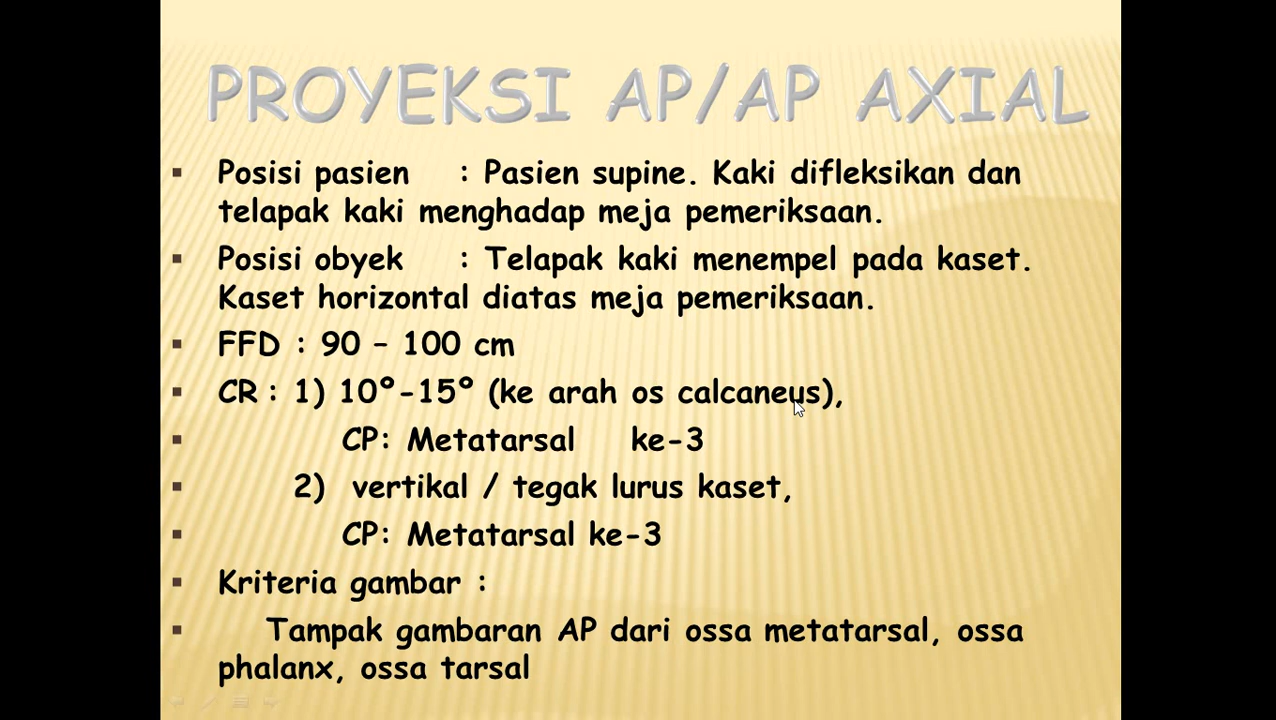 PROYEKSI AP/AP AXIAL
Posisi pasien : Pasien supine. Kaki difleksikan dan
telapak kaki menghadap meja pemeriksaan.
Posisi obyek : Telapak kaki menempel pada kaset.
Kaset horizontal diatas meja pemeriksaan.
FFD : 90 – 100 cm
CR : 1) 10º-15º (ke arah os calcaneus),
CP: Metatarsal ke-3
2) vertikal / tegak lurus kaset,
CP: Metatarsal ke-3
Kriteria gambar :
Tampak gambaran AP dari ossa metatarsal, ossa
phalanx, ossa tarsal